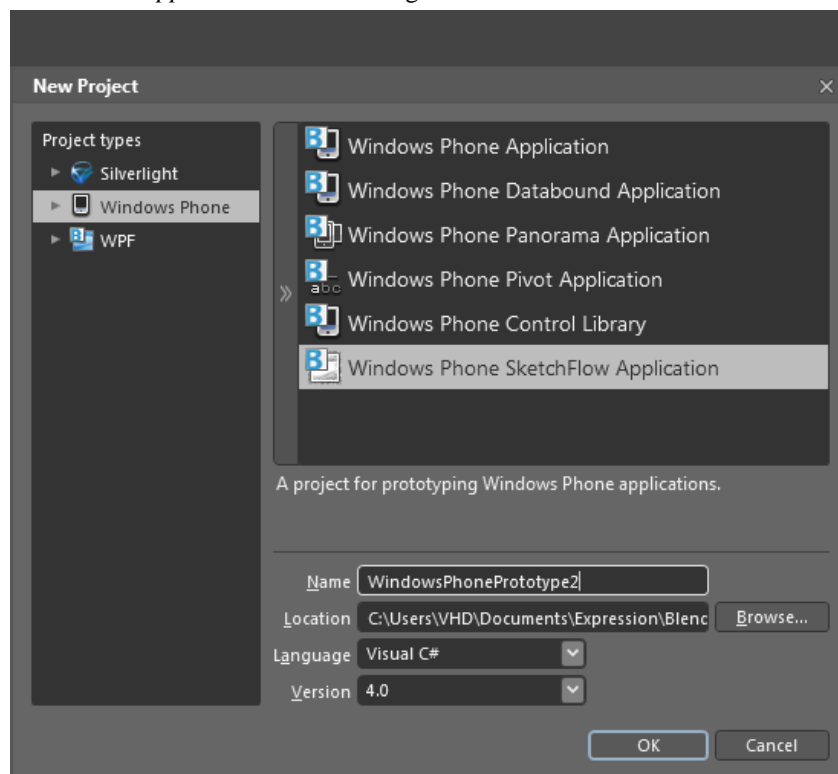 New Project
Project types
Silverlight
Windows Phone
WPF
Windows Phone Application
Windows Phone Databound Application
Windows Phone Panorama Application
Windows Phone Pivot Application
Windows Phone Control Library
Windows Phone SketchFlow Application
A project for prototyping Windows Phone applications.
Name WindowsPhonePrototype2
Location C:\Users\VHD\Documents\Expression\Blenc Browse...
Language Visual C#
Version 4.0
OK Cancel